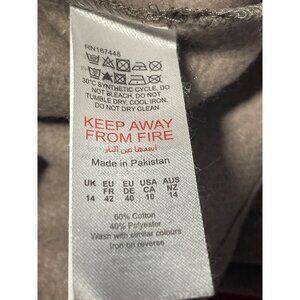 RN167448
30°C SYNTHETIC CYCLE, DO
NOT BLEACH, DO NOT
TUMBLE DRY, COOL IRON,
DO NOT DRY CLEAN
KEEP AWAY
FROM FIRE
ابعدها عن النار
Made in Pakistan
UK EU EU USA AUS
FR DE CA NZ
14 42 40 10 14
60% Cotton
40% Polyester
Wash with similar colours
Iron on reverse